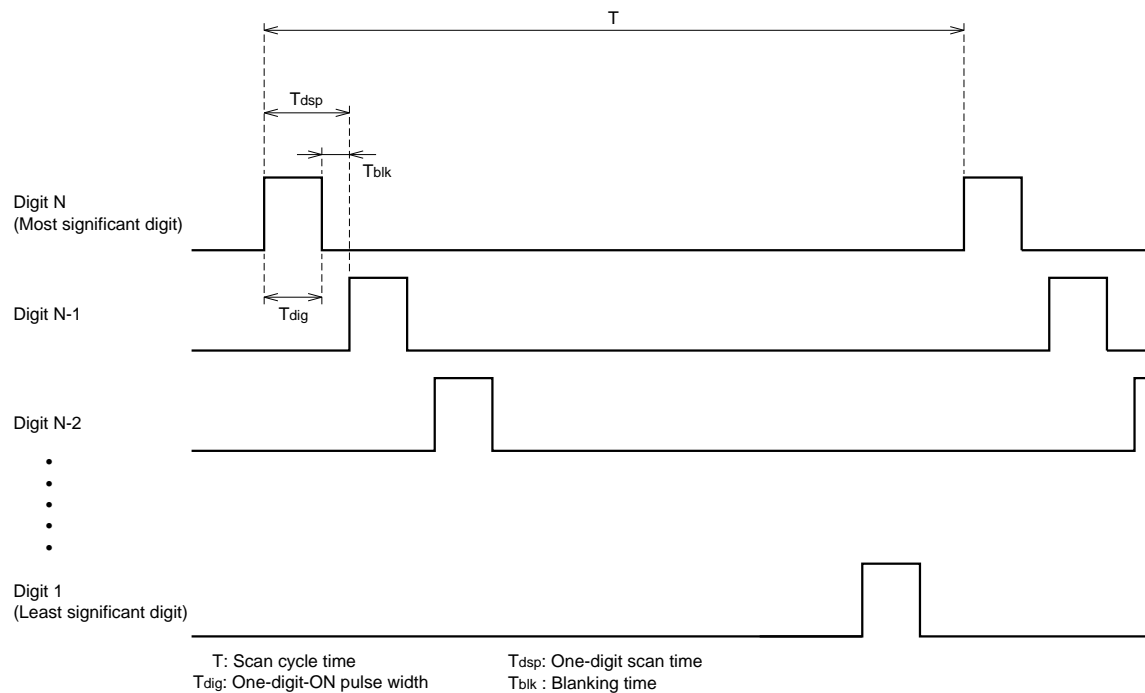 T
Tdsp
Tblk
Digit N
(Most significant digit)
Tdig
Digit N-1
Digit N-2
Digit 1
(Least significant digit)
T: Scan cycle time
Tdsp: One-digit scan time
Tdig: One-digit-ON pulse width
Tblk : Blanking time